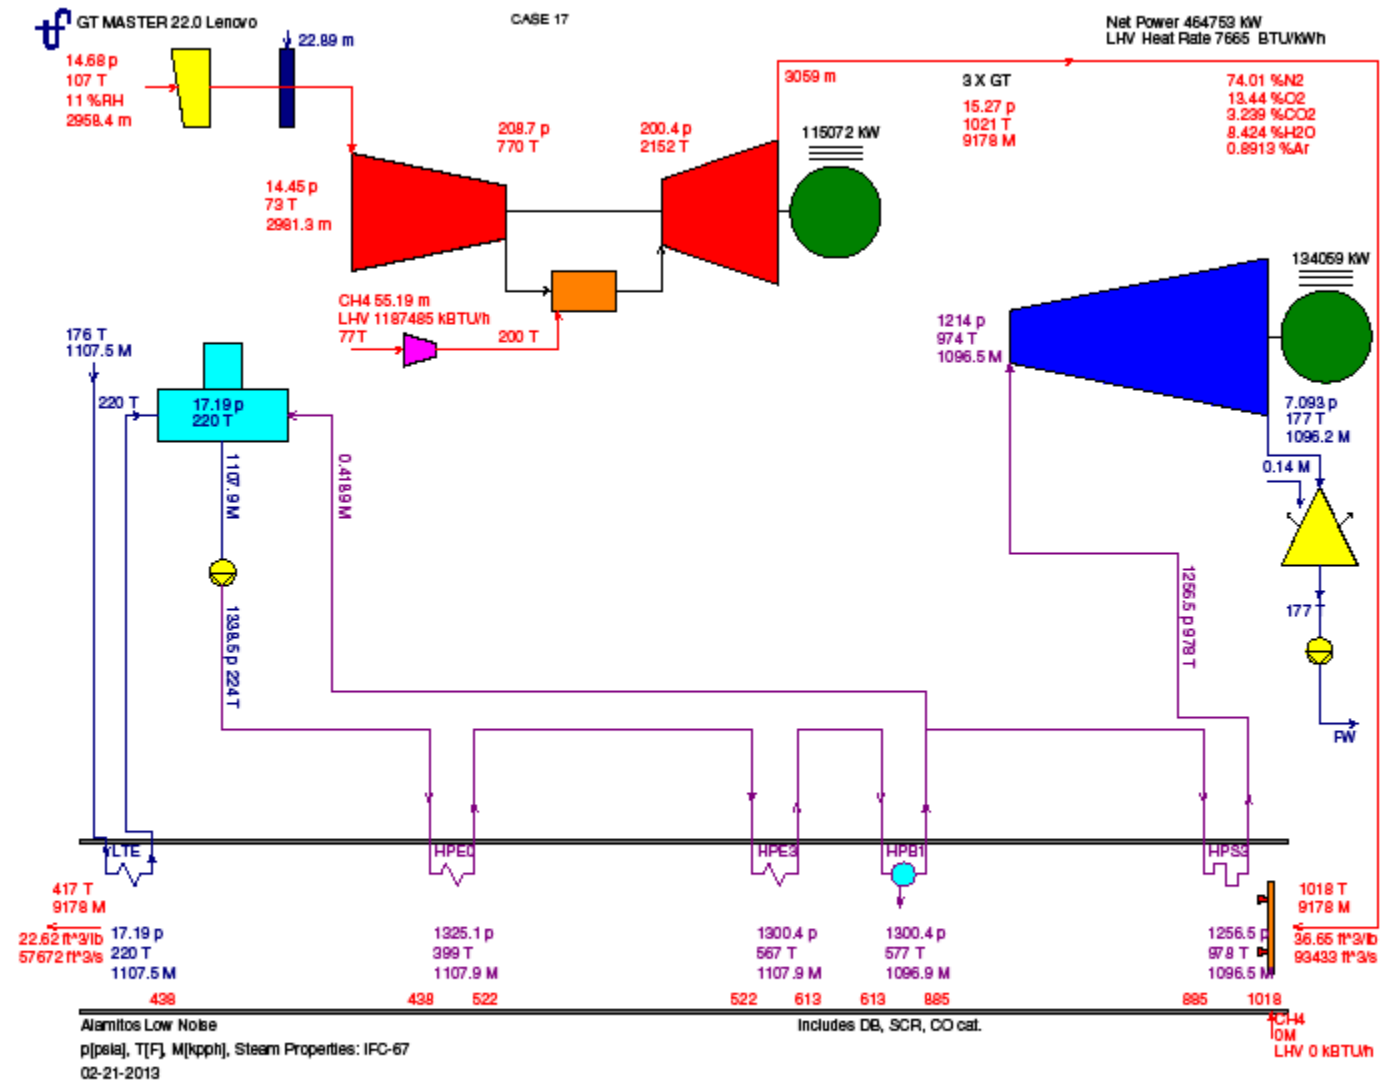 GT MASTER 22.0 Lenovo
CASE 17
Net Power 464753 kW
LHV Heat Rate 7665 BTU/kWh
14.68 p
107 T
11 %RH
2958.4 m
22.89 m
3059 m
3 X GT
15.27 p
1021 T
9178 M
74.01 %N2
13.44 %O2
3.239 %CO2
8.424 %H2O
0.8913 %Ar
208.7 p
770 T
200.4 p
2152 T
115072 kW
14.45 p
73 T
2981.3 m
134059 kW
CH4 55.19 m
LHV 1187485 kBTU/h
77T
200 T
1214 p
974 T
1096.5 M
176 T
1107.5 M
220 T
17.19 p
220 T
7.093 p
177 T
1096.2 M
0.14 M
1107.9 M
0.4189 M
1338.5 p 224 T
1256.5 p 978 T
177 T
FW
LTE
HPE0
HPE3
HPB1
HPS3
417 T
9178 M
22.62 ft^3/lb
57672 ft^3/s
17.19 p
220 T
1107.5 M
1325.1 p
399 T
1107.9 M
1300.4 p
567 T
1107.9 M
1300.4 p
577 T
1096.9 M
1256.5 p
978 T
1096.5 M
1018 T
9178 M
36.65 ft^3/lb
93433 ft^3/s
438
438
522
522
613
613
885
885
1018
Alamitos Low Noise
Includes DB, SCR, CO cat.
CH4
0M
LHV 0 kBTU/h
p[psia], T[F], M[kpph], Steam Properties: IFC-67
02-21-2013